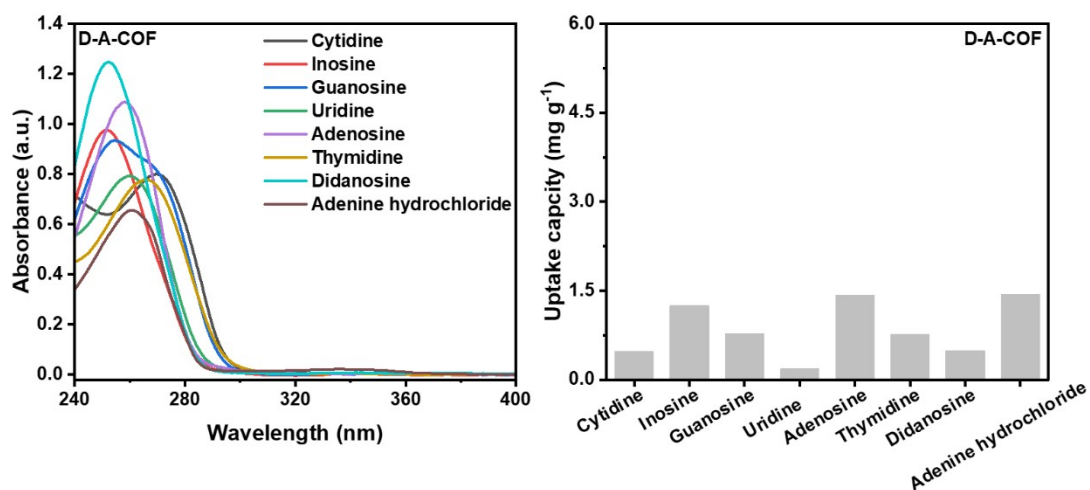 D-A-COF
Cytidine
Inosine
Guanosine
Uridine
Adenosine
Thymidine
Didanosine
Adenine hydrochloride
Absorbance (a.u.)
1.4
1.2
1.0
0.8
0.6
0.4
0.2
0.0
240 280 320 360 400
Wavelength (nm)
D-A-COF
Uptake capcity (mg g⁻¹)
6.0
4.5
3.0
1.5
0.0
Cytidine
Inosine
Guanosine
Uridine
Adenosine
Thymidine
Didanosine
Adenine hydrochloride